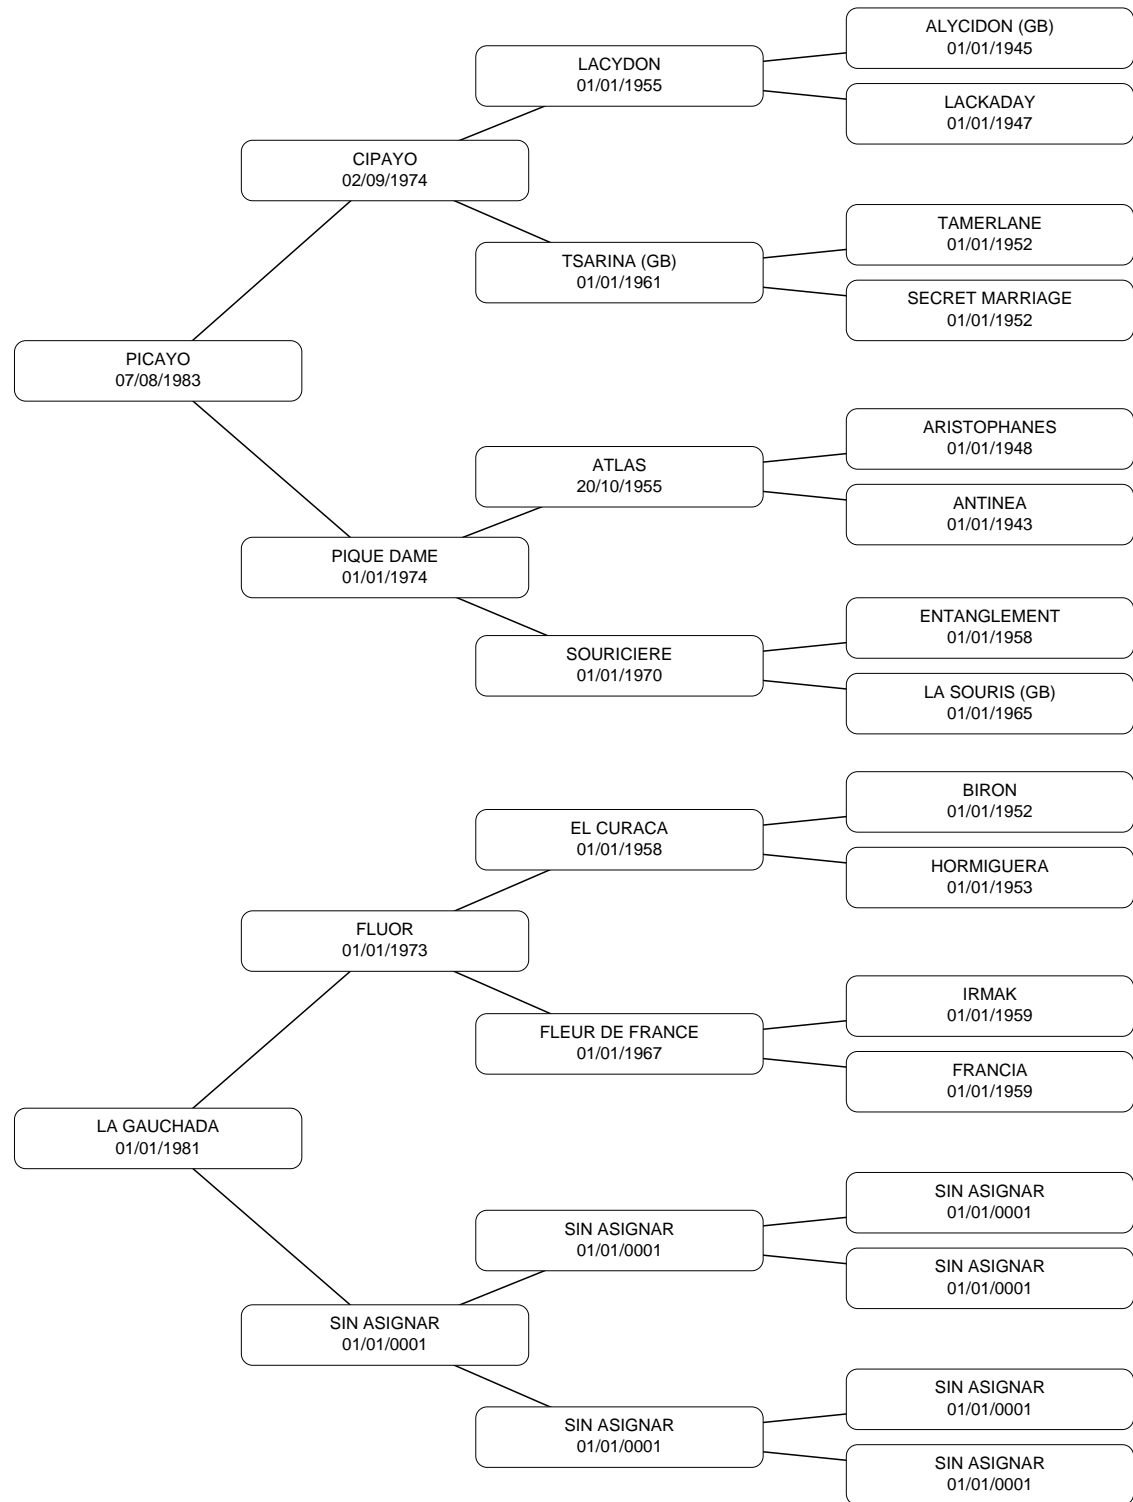 ALYCIDON (GB)
01/01/1945
LACYDON
01/01/1955
LACKADAY
01/01/1947
CIPAYO
02/09/1974
TAMERLANE
01/01/1952
TSARINA (GB)
01/01/1961
SECRET MARRIAGE
01/01/1952
PICAYO
07/08/1983
ARISTOPHANES
01/01/1948
ATLAS
20/10/1955
ANTINEA
01/01/1943
PIQUE DAME
01/01/1974
ENTANGLEMENT
01/01/1958
SOURICIERE
01/01/1970
LA SOURIS (GB)
01/01/1965
BIRON
01/01/1952
EL CURACA
01/01/1958
HORMIGUERA
01/01/1953
FLUOR
01/01/1973
IRMAK
01/01/1959
FLEUR DE FRANCE
01/01/1967
FRANCIA
01/01/1959
LA GAUCHADA
01/01/1981
SIN ASIGNAR
01/01/0001
SIN ASIGNAR
01/01/0001
SIN ASIGNAR
01/01/0001
SIN ASIGNAR
01/01/0001
SIN ASIGNAR
01/01/0001
SIN ASIGNAR
01/01/0001
SIN ASIGNAR
01/01/0001